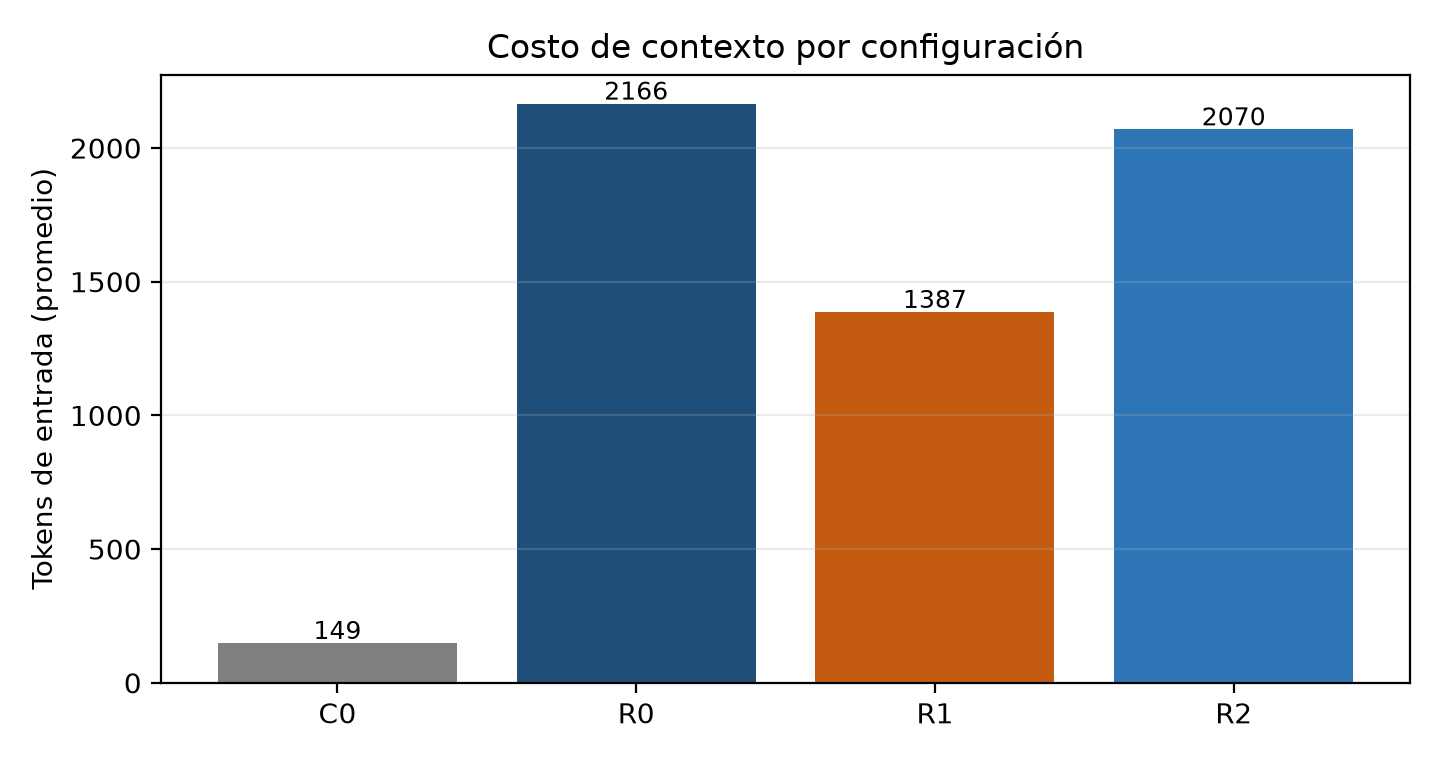 Costo de contexto por configuración
Tokens de entrada (promedio)
2000
1500
1000
500
0
149
2166
1387
2070
C0
R0
R1
R2